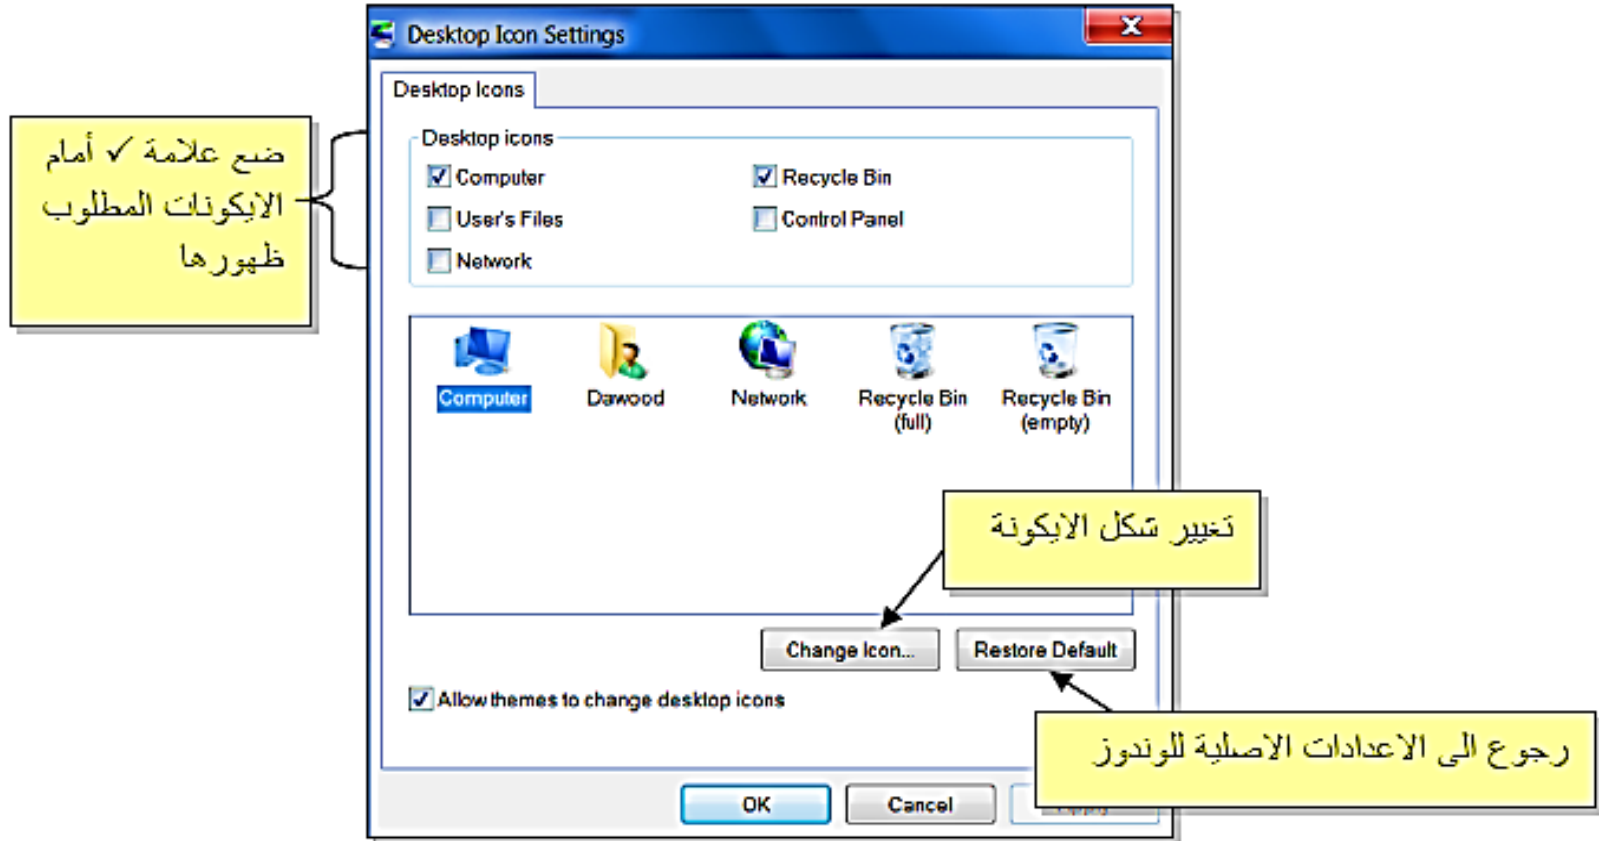 Desktop Icon Settings
Desktop Icons
Desktop icons
ضع علامة ✓ أمام
الايكونات المطلوب
ظهورها
Computer
Recycle Bin
User's Files
Control Panel
Network
Computer
Dawood
Network
Recycle Bin
(full)
Recycle Bin
(empty)
تغيير شكل الايكونة
Change Icon...
Restore Default
Allow themes to change desktop icons
رجوع الى الاعدادات الاصلية للوندوز
OK
Cancel